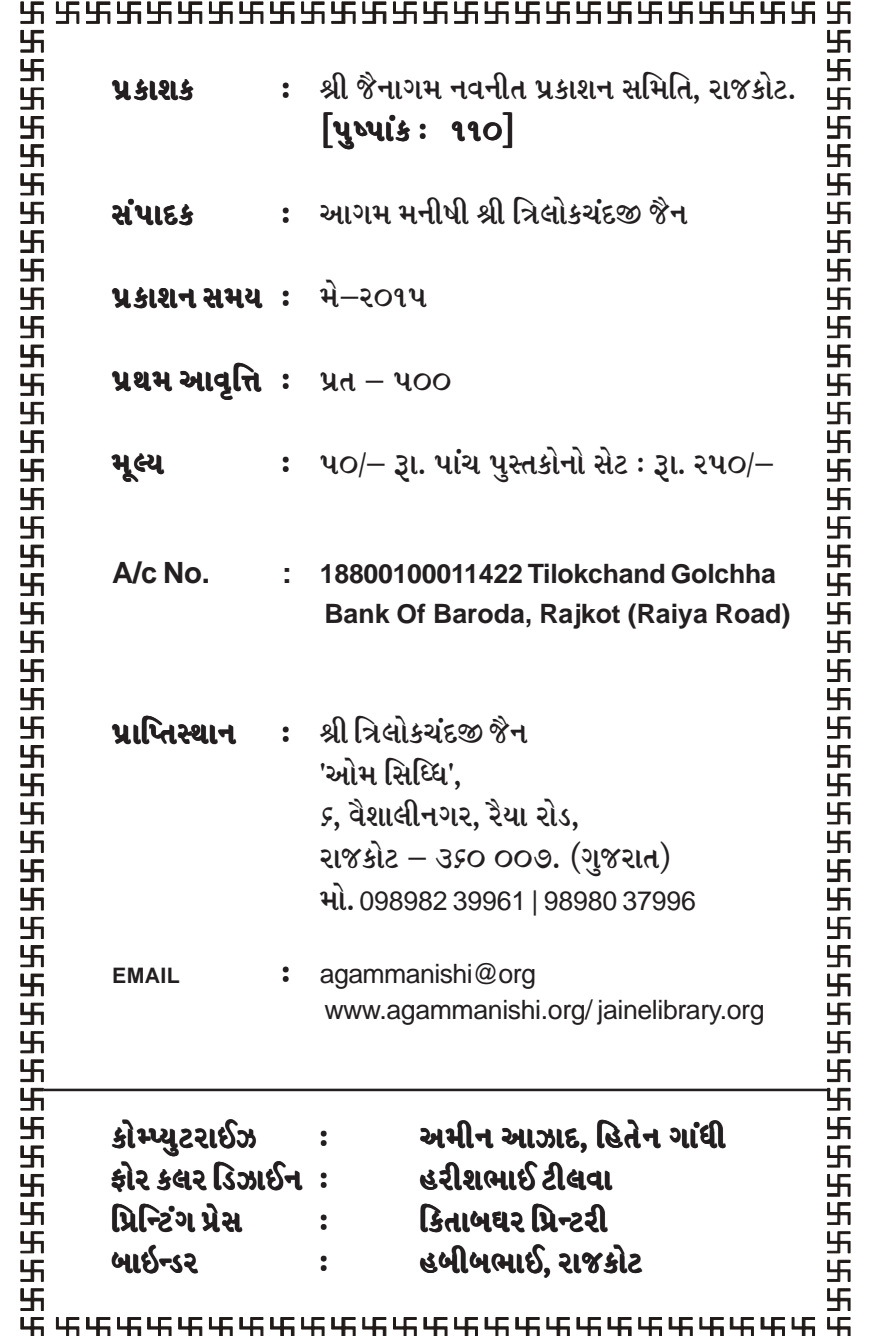 પ્રકાશક : શ્રી જૈનાગમ નવનીત પ્રકાશન સમિતિ, રાજકોટ.
[પુષ્પાંક : ૧૧૦]
સંપાદક : આગમ મનીષી શ્રી ત્રિલોકચંદજી જૈન
પ્રકાશન સમય : મે–ર૦૧૫
પ્રથમ આવૃત્તિ : પ્રત – ૫૦૦
મૂલ્ય : ૫૦/– રૂા. પાંચ પુસ્તકોનો સેટ : રૂા. ૨૫૦/–
A/c No. : 18800100011422 Tilokchand Golchha
Bank Of Baroda, Rajkot (Raiya Road)
પ્રાપ્તિસ્થાન : શ્રી ત્રિલોકચંદજી જૈન
'ઓમ સિધ્ધિ',
૬, વૈશાલીનગર, રૈયા રોડ,
રાજકોટ – ૩૬૦ ૦૦૭. (ગુજરાત)
મો. 098982 39961 | 98980 37996
EMAIL : agammanishi@org
www.agammanishi.org/ jainelibrary.org
કોમ્પ્યુટરાઈઝ : અમીન આઝાદ, હિતેન ગાંધી
ફોર કલર ડિઝાઈન : હરીશભાઈ ટીલવા
પ્રિન્ટિંગ પ્રેસ : કિતાબઘર પ્રિન્ટરી
બાઇન્ડર : હબીબભાઈ, રાજકોટ